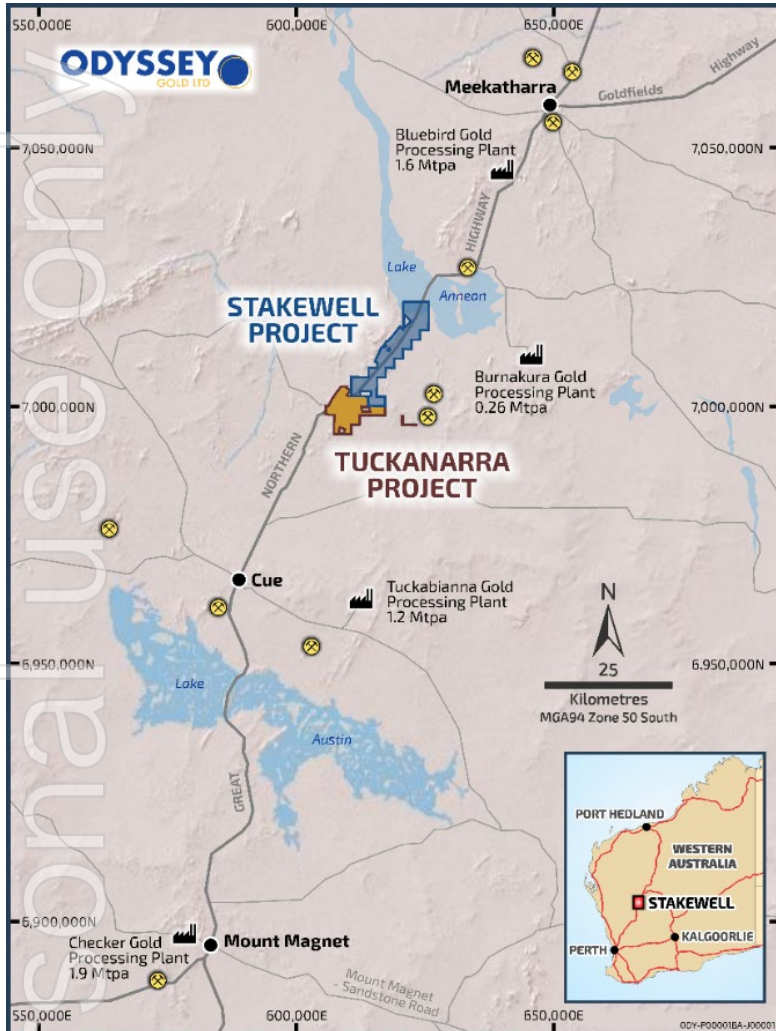 550,000E
600,000E
650,000E
ODYSSEY
GOLD LTD
Meekatharra
Goldfields
Highway
Bluebird Gold
Processing Plant
1.6 Mtpa
7,050,000N
7,050,000N
HIGHWAY
Lake
Annean
STAKEWELL
PROJECT
Burnakura Gold
Processing Plant
0.26 Mtpa
7,000,000N
7,000,000N
TUCKANARRA
PROJECT
NORTHERN
Cue
Tuckabianna Gold
Processing Plant
1.2 Mtpa
N
25
Kilometres
MGA94 Zone 50 South
6,950,000N
6,950,000N
Lake
Austin
GREAT
PORT HEDLAND
WESTERN
AUSTRALIA
STAKEWELL
KALGOORLIE
PERTH
6,900,000N
Checker Gold
Processing Plant
1.9 Mtpa
Mount Magnet
Mount Magnet
- Sandstone Road
550,000E
600,000E
650,000E
sonal use only